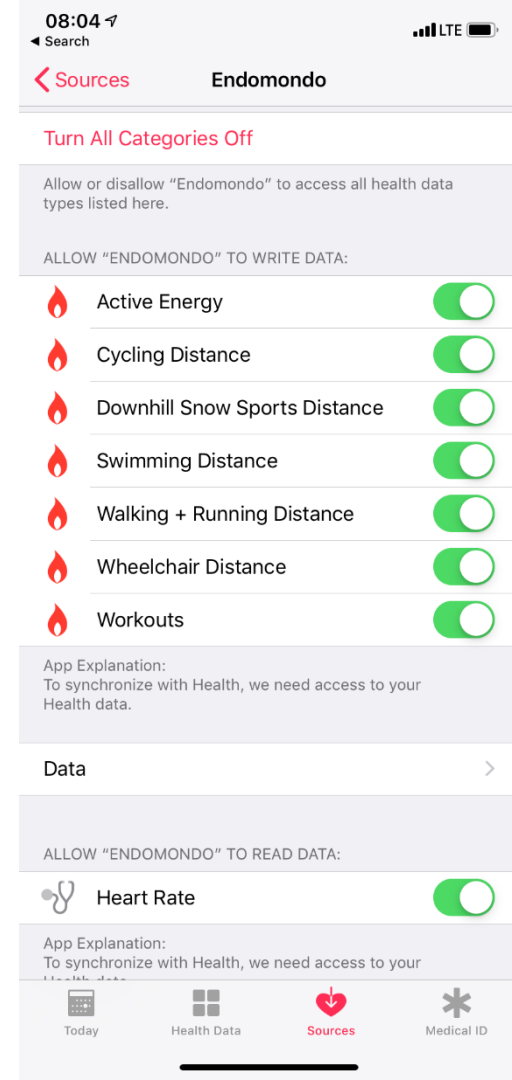 08:04
LTE
Search
Sources
Endomondo
Turn All Categories Off
Allow or disallow “Endomondo” to access all health data
types listed here.
ALLOW “ENDOMONDO” TO WRITE DATA:
Active Energy
Cycling Distance
Downhill Snow Sports Distance
Swimming Distance
Walking + Running Distance
Wheelchair Distance
Workouts
App Explanation:
To synchronize with Health, we need access to your
Health data.
Data
ALLOW “ENDOMONDO” TO READ DATA:
Heart Rate
App Explanation:
To synchronize with Health, we need access to your
Health data.
Today
Health Data
Sources
Medical ID